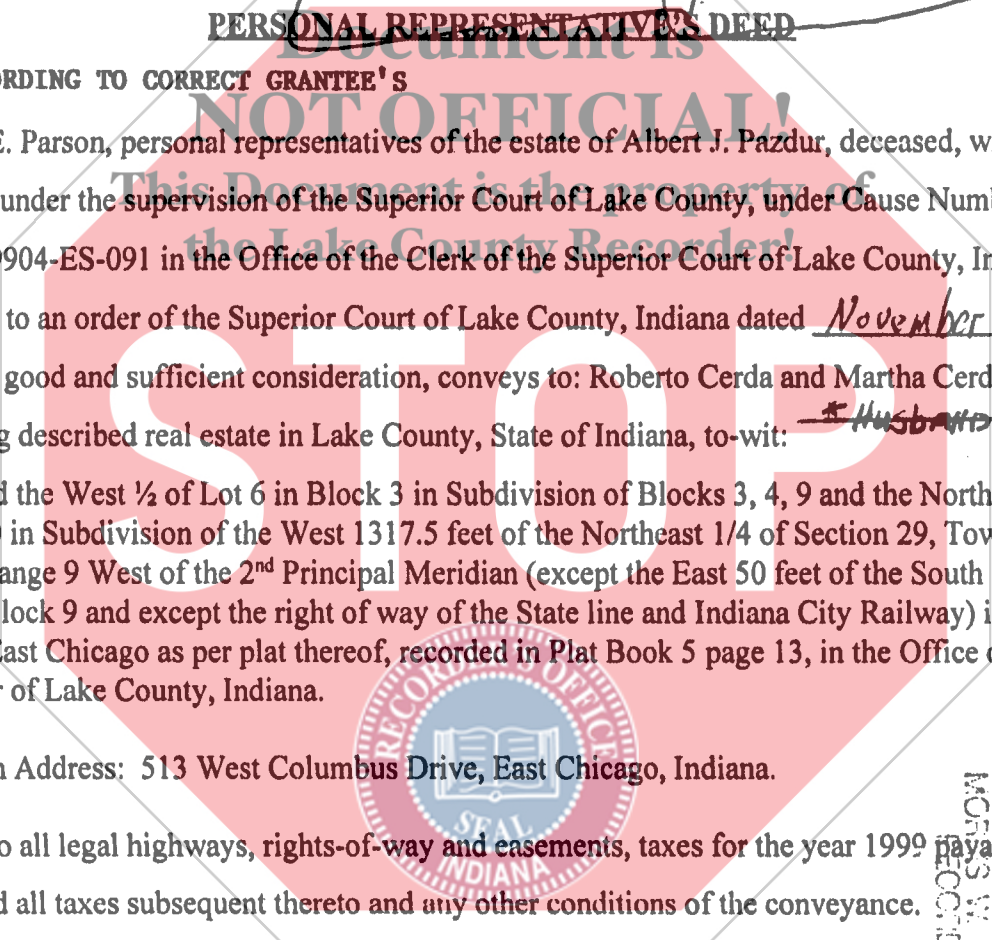 PERSONAL REPRESENTATIVE'S DEED
Document is
ORDING TO CORRECT GRANTEE'S
NOT OFFICIAL!
E. Parson, personal representatives of the estate of Albert J. Pazdur, deceased, w
This Document is the property of
under the supervision of the Superior Court of Lake County, under Cause Num
the Lake County Recorder!
9904-ES-091 in the Office of the Clerk of the Superior Court of Lake County, In
to an order of the Superior Court of Lake County, Indiana dated November
good and sufficient consideration, conveys to: Roberto Cerda and Martha Cerd
* Husband
g described real estate in Lake County, State of Indiana, to-wit:
STOP
d the West ½ of Lot 6 in Block 3 in Subdivision of Blocks 3, 4, 9 and the North
in Subdivision of the West 1317.5 feet of the Northeast 1/4 of Section 29, Tow
ange 9 West of the 2nd Principal Meridian (except the East 50 feet of the South
lock 9 and except the right of way of the State line and Indiana City Railway) i
East Chicago as per plat thereof, recorded in Plat Book 5 page 13, in the Office o
r of Lake County, Indiana.
RECORDER OFFICE
SEAL
INDIANA
n Address: 513 West Columbus Drive, East Chicago, Indiana.
o all legal highways, rights-of-way and easements, taxes for the year 1999 paya
d all taxes subsequent thereto and any other conditions of the conveyance.